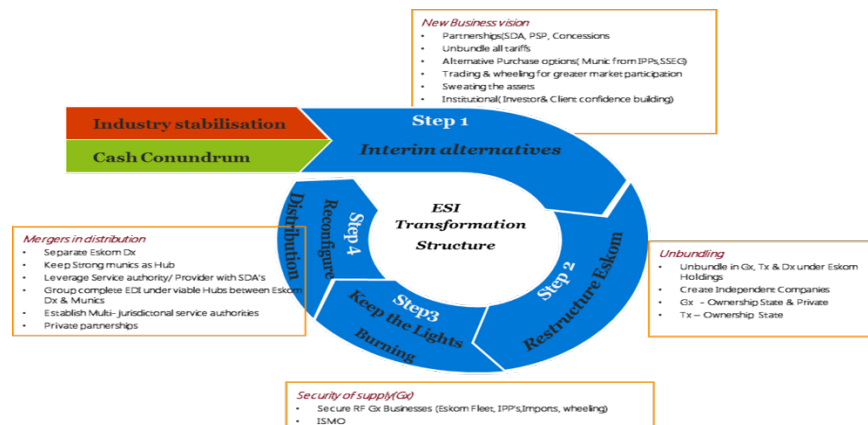 New Business vision
• Partnerships(SDA, PSP, Concessions
• Unbundle all tariffs
• Alternative Purchase options( Munic from IPPs,SSEG)
• Trading & wheeling for greater market participation
• Sweating the assets
• Institutional( Investor& Client confidence building)
Industry stabilisation
Cash Conundrum
Step 1
Interim alternatives
ESI
Transformation
Structure
Step 2
Restructure Eskom
Unbundling
• Unbundle in Gx, Tx & Dx under Eskom
Holdings
• Create Independent Companies
• Gx - Ownership State & Private
• Tx – Ownership State
Step3
Keep the Lights
Burning
Security of supply(Gx)
• Secure RF Gx Businesses (Eskom Fleet, IPP's,Imports, wheeling)
• ISMO
Step 4
Reconfigure
Distribution
Mergers in distribution
• Separate Eskom Dx
• Keep Strong munics as Hub
• Leverage Service authority/ Provider with SDA's
• Group complete EDI under viable Hubs between Eskom
Dx & Munics
• Establish Multi- Jurisdictional service authorities
• Private partnerships